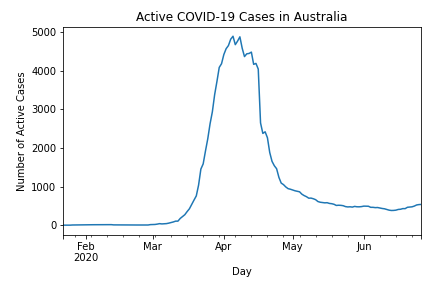 Active COVID-19 Cases in Australia
5000
4000
3000
2000
1000
0
Number of Active Cases
Feb
2020
Mar
Apr
May
Jun
Day